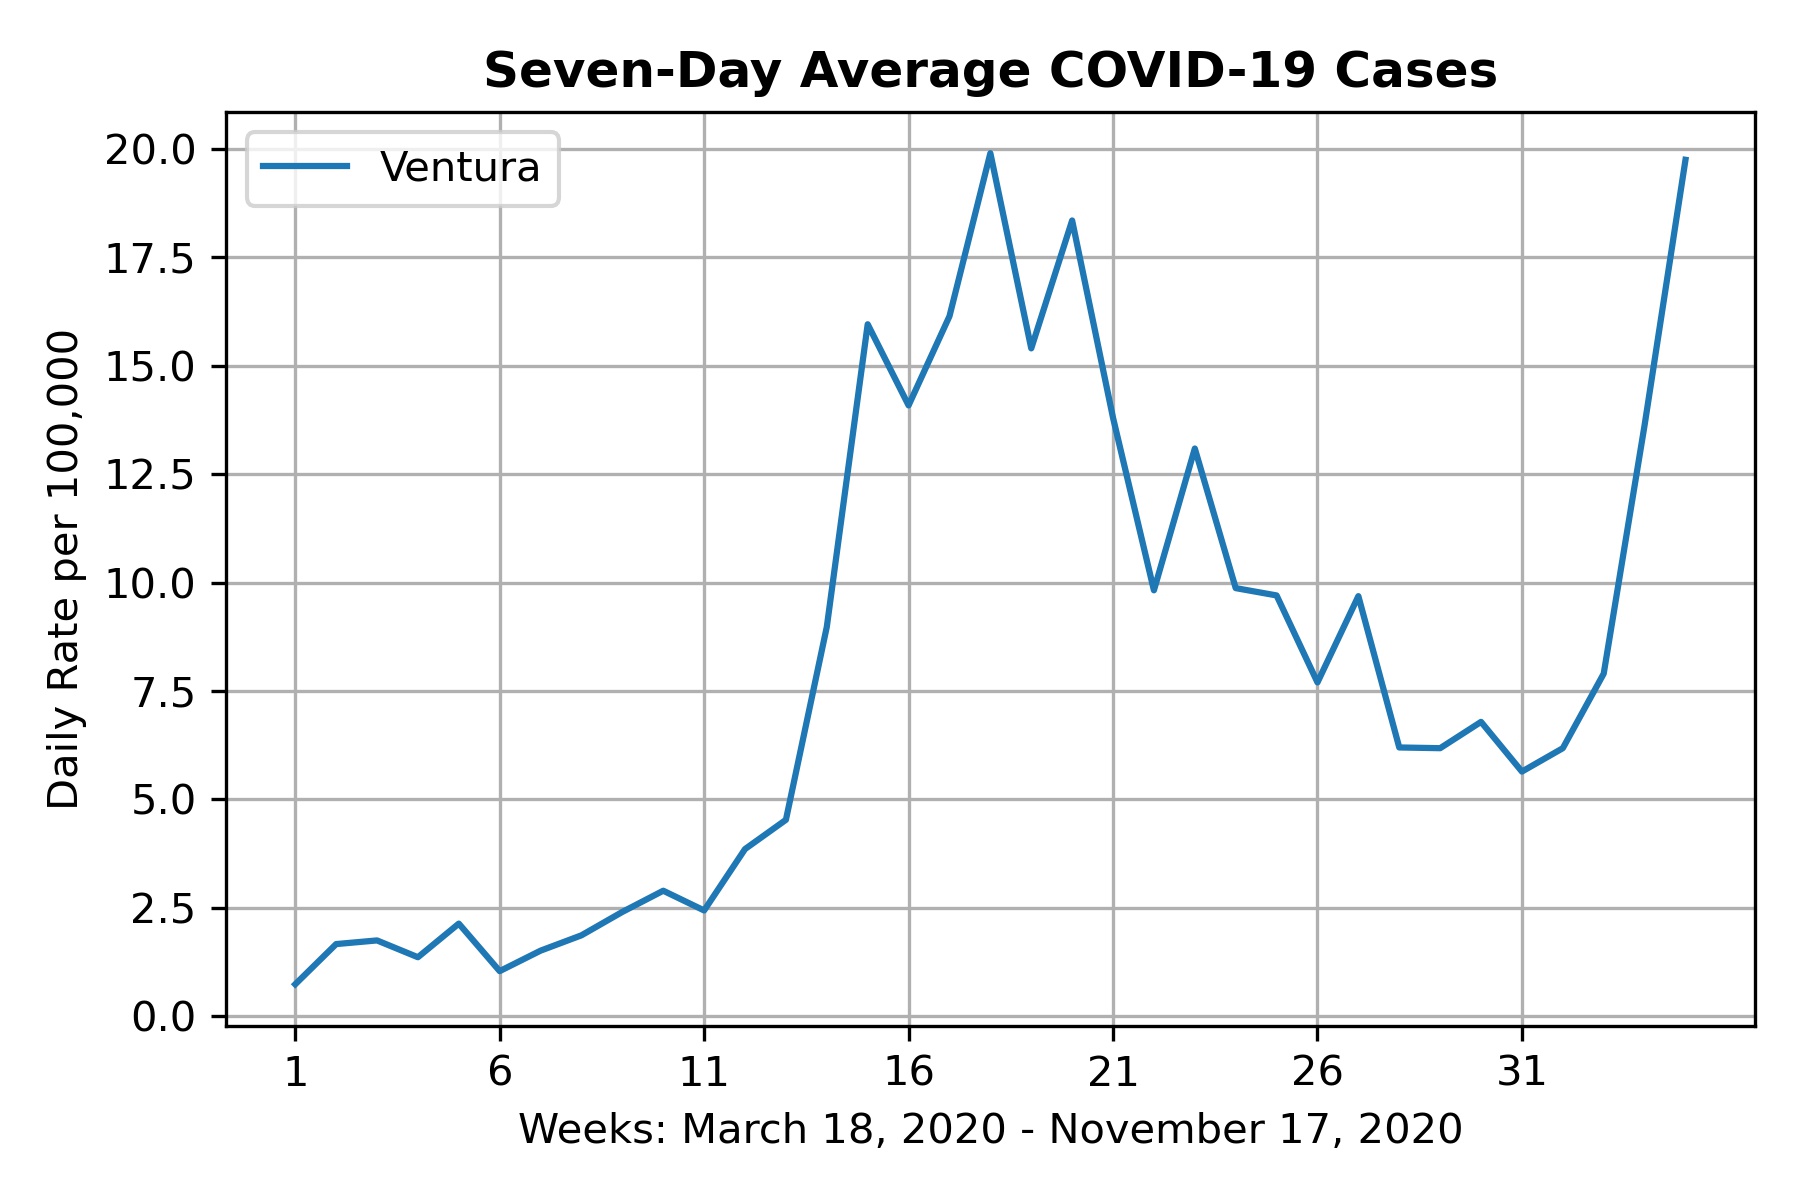 Seven-Day Average COVID-19 Cases
Ventura
Daily Rate per 100,000
20.0
17.5
15.0
12.5
10.0
7.5
5.0
2.5
0.0
1 6 11 16 21 26 31
Weeks: March 18, 2020 - November 17, 2020